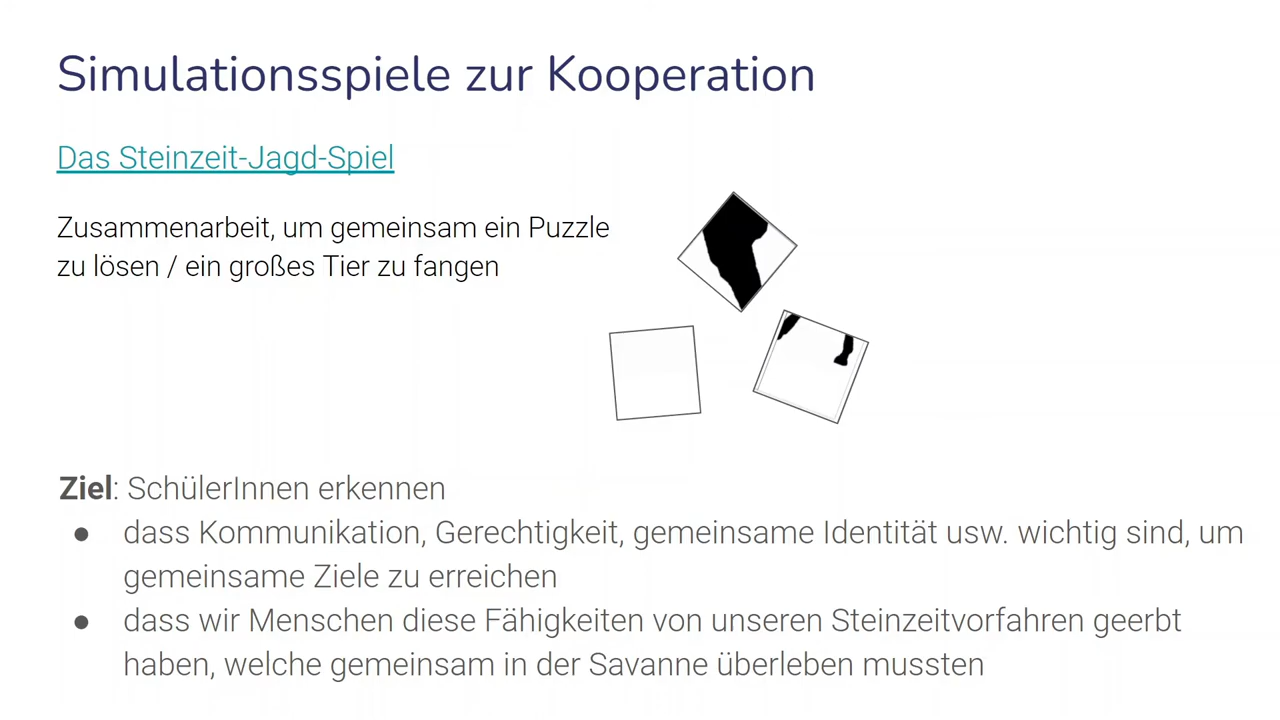 Simulationsspiele zur Kooperation
Das Steinzeit-Jagd-Spiel
Zusammenarbeit, um gemeinsam ein Puzzle
zu lösen / ein großes Tier zu fangen
Ziel: SchülerInnen erkennen
● dass Kommunikation, Gerechtigkeit, gemeinsame Identität usw. wichtig sind, um
gemeinsame Ziele zu erreichen
● dass wir Menschen diese Fähigkeiten von unseren Steinzeitvorfahren geerbt
haben, welche gemeinsam in der Savanne überleben mussten